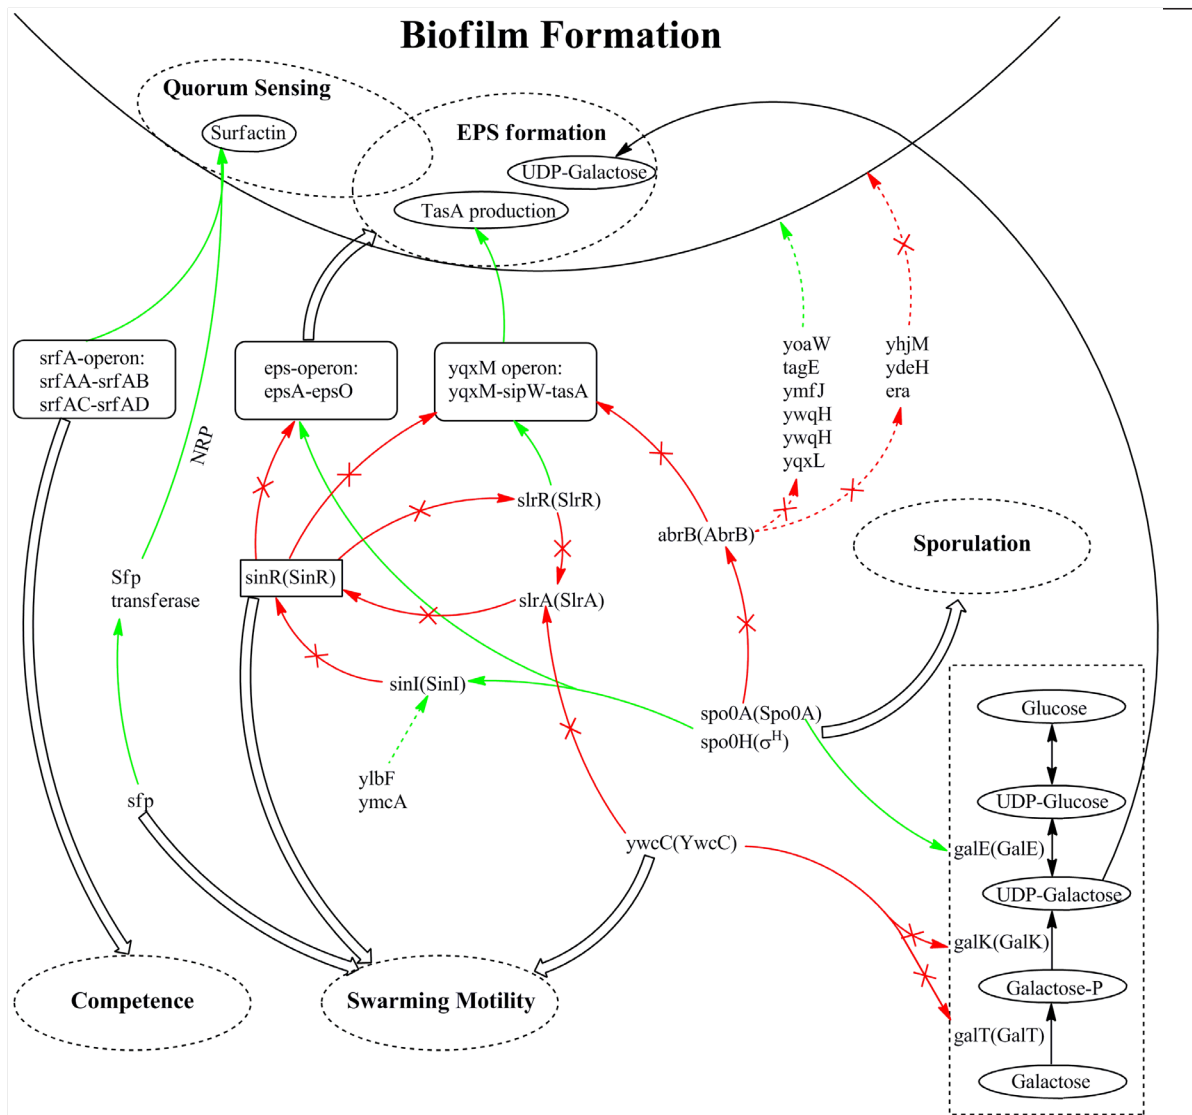 Biofilm Formation
Quorum Sensing
Surfactin
EPS formation
UDP-Galactose
TasA production
srfA-operon:
srfAA-srfAB
srfAC-srfAD
eps-operon:
epsA-epsO
yqxM operon:
yqxM-sipW-tasA
yoaW
tagE
ymfJ
ywqH
ywqH
yqxL
yhjM
ydeH
era
NRP
slrR(SlrR)
abrB(AbrB)
Sporulation
Sfp
transferase
sinR(SinR)
slrA(SlrA)
sinI(SinI)
spo0A(Spo0A)
spo0H(σᴴ)
ylbF
ymcA
sfp
ywcC(YwcC)
Glucose
UDP-Glucose
galE(GalE)
UDP-Galactose
galK(GalK)
Galactose-P
galT(GalT)
Galactose
Competence
Swarming Motility